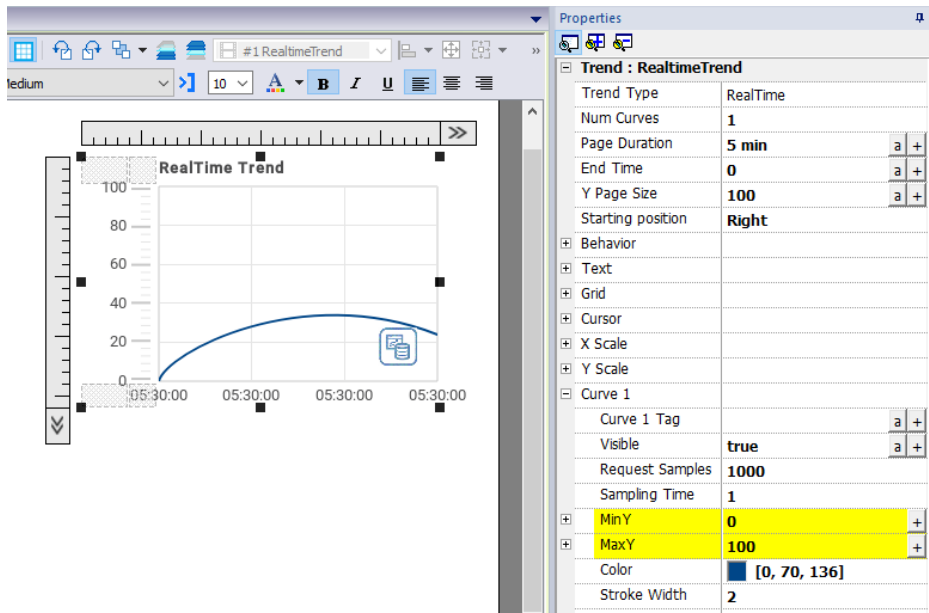 Properties
#1 RealtimeTrend
Medium
10
A B I U
RealTime Trend
100
80
60
40
20
0
05:30:00 05:30:00 05:30:00 05:30:00
Trend : RealtimeTrend
Trend Type RealTime
Num Curves 1
Page Duration 5 min a +
End Time 0 a +
Y Page Size 100 a +
Starting position Right
Behavior
Text
Grid
Cursor
X Scale
Y Scale
Curve 1
Curve 1 Tag a +
Visible true a +
Request Samples 1000
Sampling Time 1
MinY 0 +
MaxY 100 +
Color [0, 70, 136]
Stroke Width 2